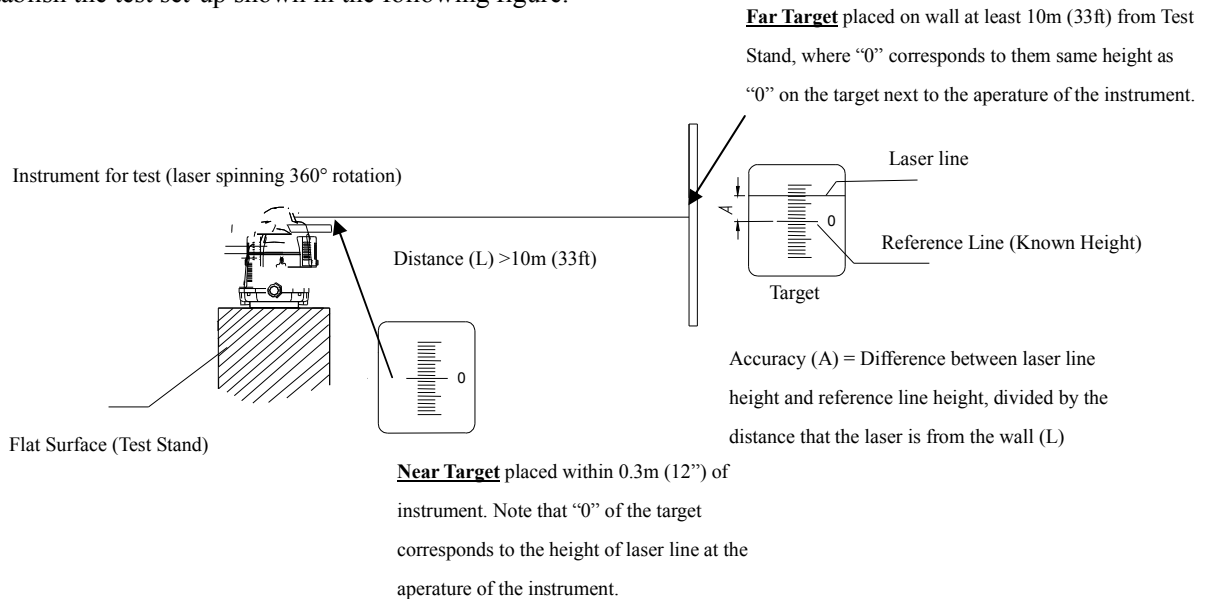 tablish the test set-up shown in the following figure:
Far Target placed on wall at least 10m (33ft) from Test
Stand, where “0” corresponds to them same height as
“0” on the target next to the aperature of the instrument.
Instrument for test (laser spinning 360° rotation)
Laser line
A
0
Reference Line (Known Height)
Distance (L) >10m (33ft)
Target
0
Accuracy (A) = Difference between laser line
height and reference line height, divided by the
distance that the laser is from the wall (L)
Flat Surface (Test Stand)
Near Target placed within 0.3m (12”) of
instrument. Note that “0” of the target
corresponds to the height of laser line at the
aperature of the instrument.